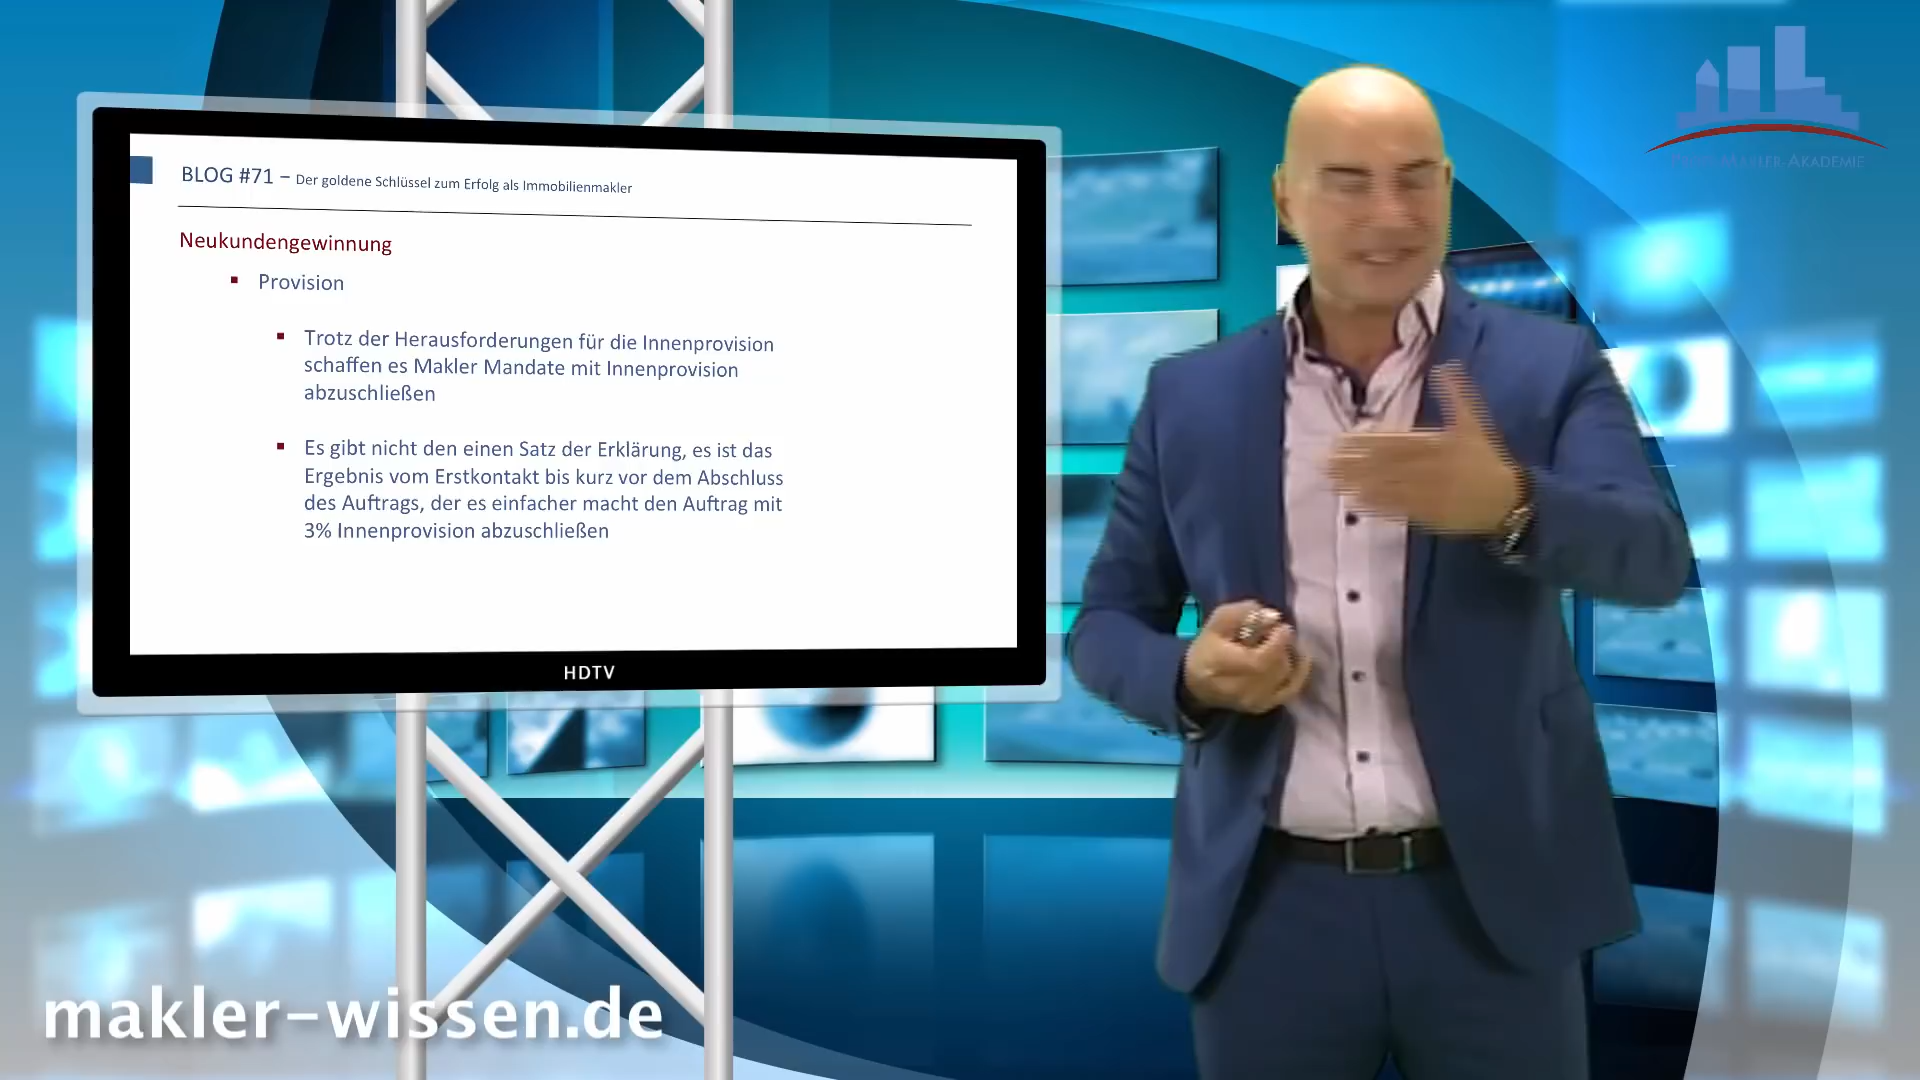 BLOG #71 – Der goldene Schlüssel zum Erfolg als Immobilienmakler
Neukundengewinnung
▪ Provision
▪ Trotz der Herausforderungen für die Innenprovision
schaffen es Makler Mandate mit Innenprovision
abzuschließen
▪ Es gibt nicht den einen Satz der Erklärung, es ist das
Ergebnis vom Erstkontakt bis kurz vor dem Abschluss
des Auftrags, der es einfacher macht den Auftrag mit
3% Innenprovision abzuschließen
HDTV
PROFI-MAKLER-AKADEMIE
makler-wissen.de